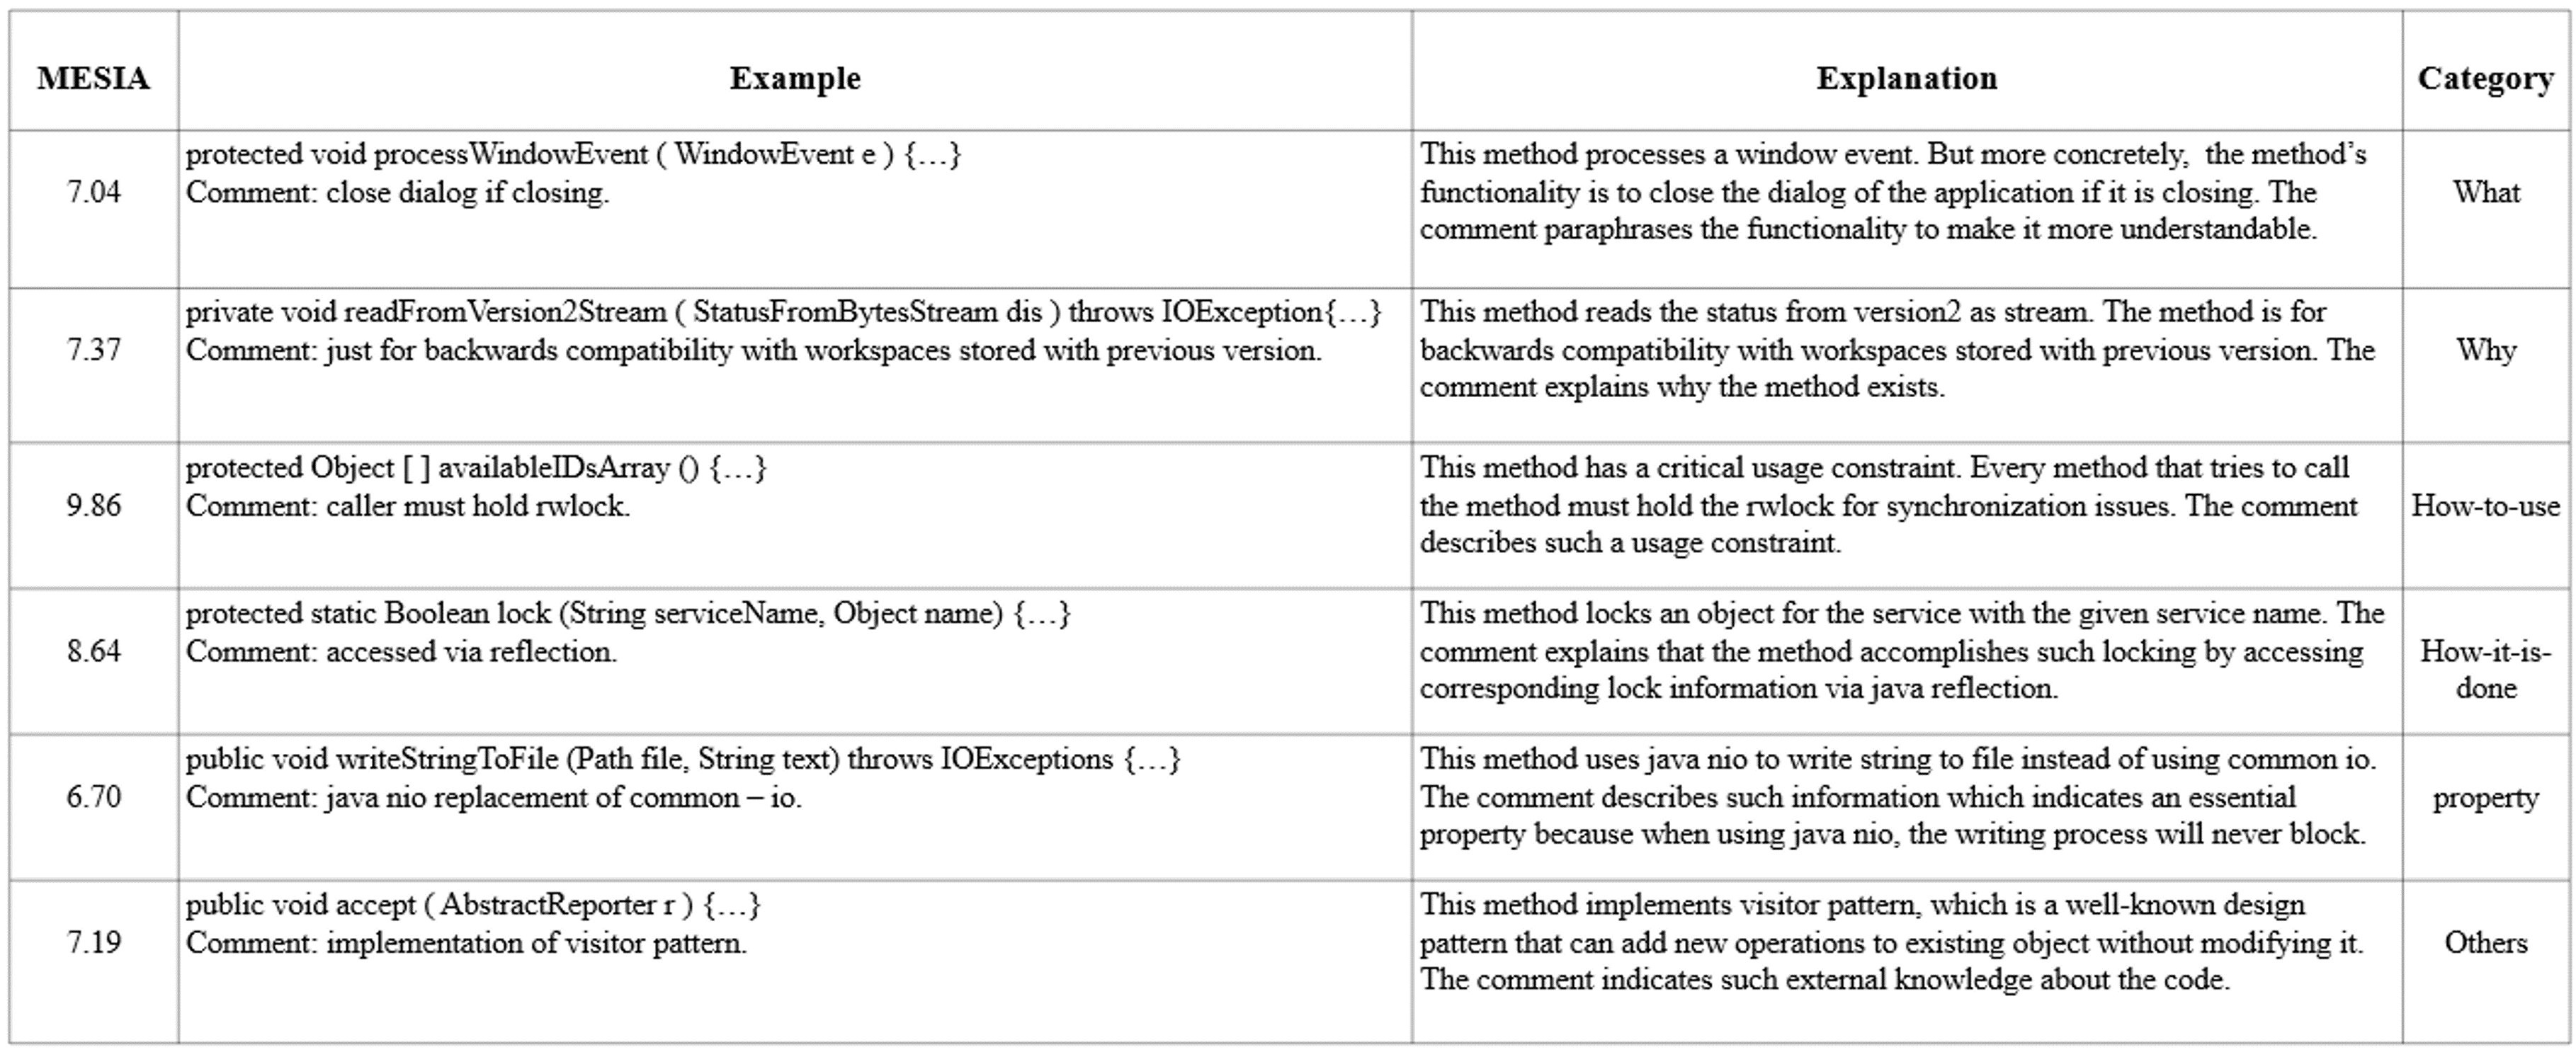 MESIA Example Explanation Category
7.04
protected void processWindowEvent ( WindowEvent e ) {…}
Comment: close dialog if closing.
This method processes a window event. But more concretely,  the method’s
functionality is to close the dialog of the application if it is closing. The
comment paraphrases the functionality to make it more understandable.
What
7.37
private void readFromVersion2Stream ( StatusFromBytesStream dis ) throws IOException{…}
Comment: just for backwards compatibility with workspaces stored with previous version.
This method reads the status from version2 as stream. The method is for
backwards compatibility with workspaces stored with previous version. The
comment explains why the method exists.
Why
9.86
protected Object [ ] availableIDsArray () {…}
Comment: caller must hold rwlock.
This method has a critical usage constraint. Every method that tries to call
the method must hold the rwlock for synchronization issues. The comment
describes such a usage constraint.
How-to-use
8.64
protected static Boolean lock (String serviceName, Object name) {…}
Comment: accessed via reflection.
This method locks an object for the service with the given service name. The
comment explains that the method accomplishes such locking by accessing
corresponding lock information via java reflection.
How-it-is-
done
6.70
public void writeStringToFile (Path file, String text) throws IOExceptions {…}
Comment: java nio replacement of common – io.
This method uses java nio to write string to file instead of using common io.
The comment describes such information which indicates an essential
property because when using java nio, the writing process will never block.
property
7.19
public void accept ( AbstractReporter r ) {…}
Comment: implementation of visitor pattern.
This method implements visitor pattern, which is a well-known design
pattern that can add new operations to existing object without modifying it.
The comment indicates such external knowledge about the code.
Others